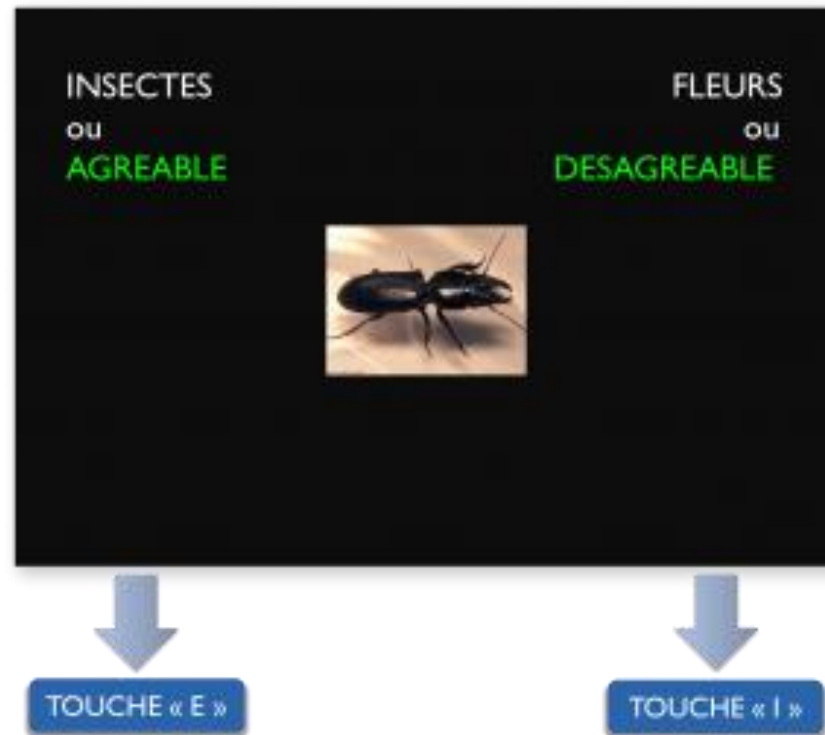 INSECTES
ou
AGREABLE
FLEURS
ou
DESAGREABLE
TOUCHE « E »
TOUCHE « I »